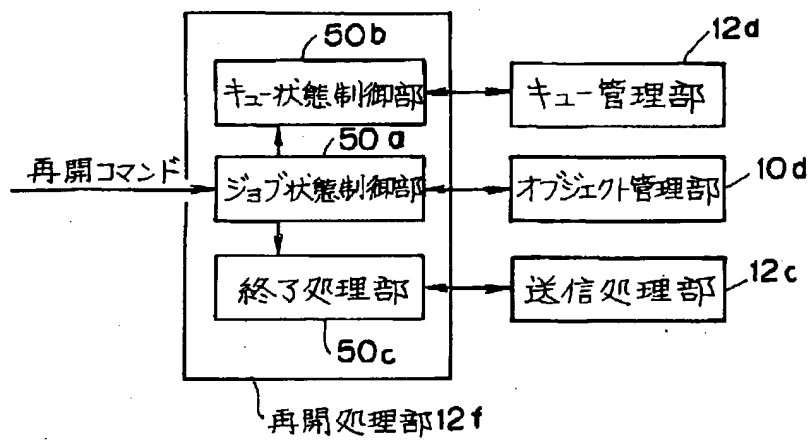 50b
12a
キュー状態制御部
キュー管理部
50a
再開コマンド
ジョブ状態制御部
オブジェクト管理部
10d
終了処理部
送信処理部
12c
50c
再開処理部12f